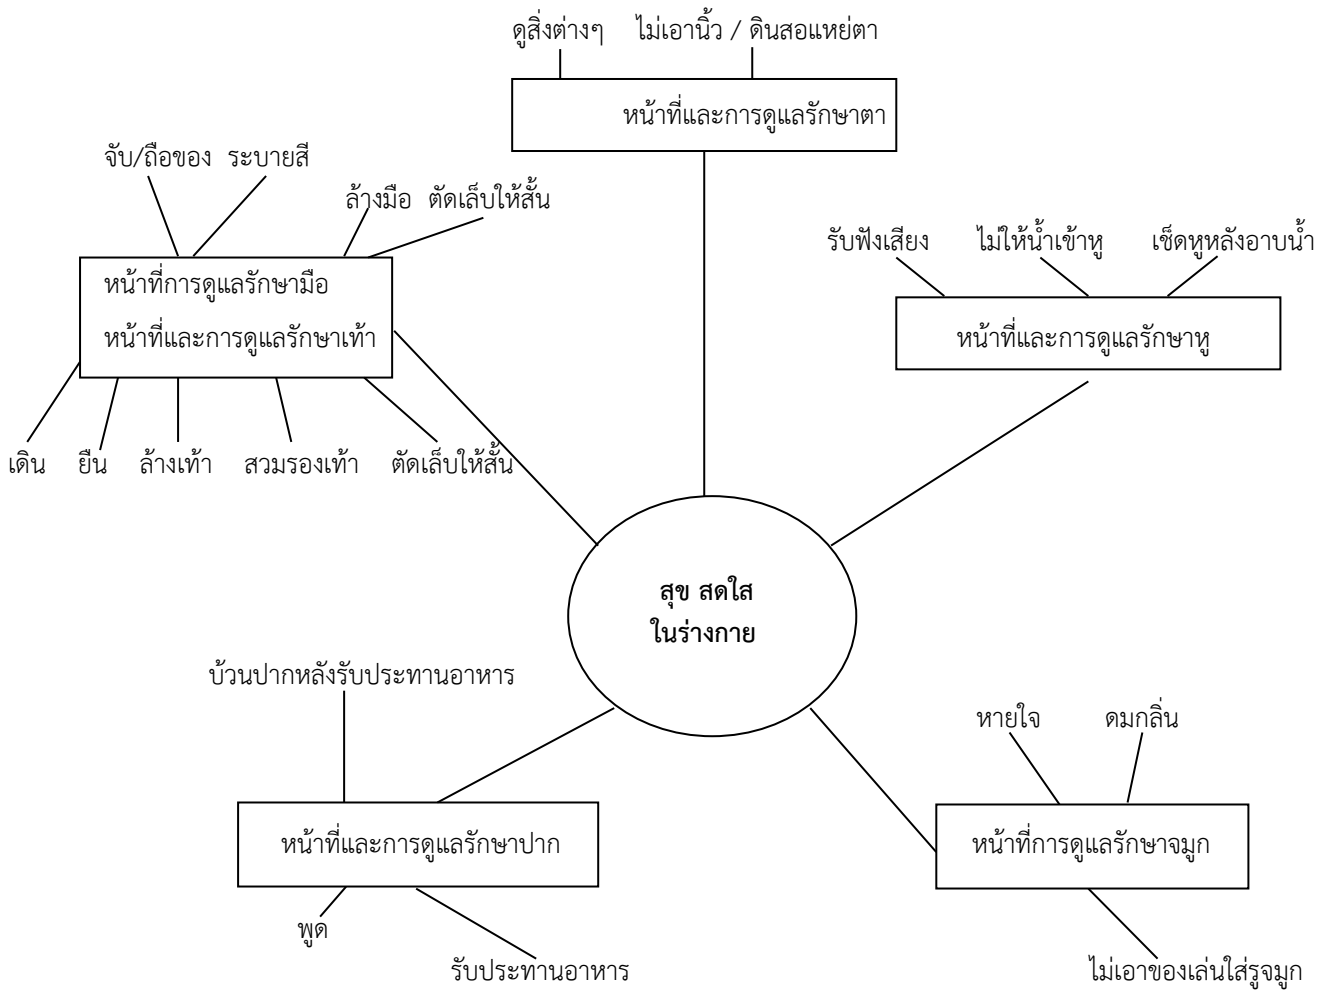 ดูสิ่งต่างๆ ไม่เอานิ้ว / ดินสอแหย่ตา
หน้าที่และการดูแลรักษาตา
จับ/ถือของ ระบายสี
ล้างมือ ตัดเล็บให้สั้น
รับฟังเสียง ไม่ให้น้ำเข้าหู เช็ดหูหลังอาบน้ำ
หน้าที่การดูแลรักษามือ
หน้าที่และการดูแลรักษาเท้า
หน้าที่และการดูแลรักษาหู
เดิน ยืน ล้างเท้า สวมรองเท้า ตัดเล็บให้สั้น
สุข สดใส
ในร่างกาย
บ้วนปากหลังรับประทานอาหาร
หายใจ ดมกลิ่น
หน้าที่และการดูแลรักษาปาก
หน้าที่การดูแลรักษาจมูก
พูด
รับประทานอาหาร
ไม่เอาของเล่นใส่รูจมูก